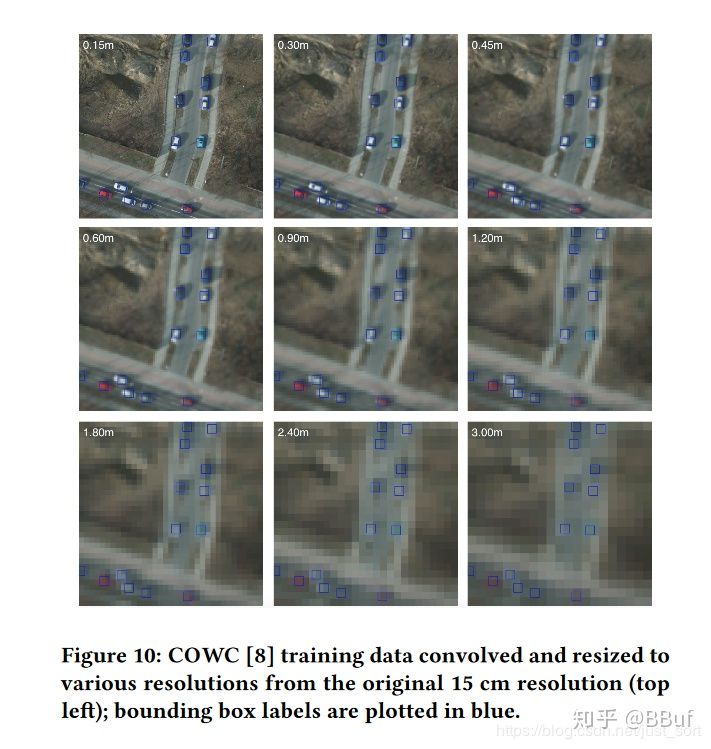 0.15m
0.30m
0.45m
0.60m
0.90m
1.20m
1.80m
2.40m
3.00m
Figure 10: COWC [8] training data convolved and resized to
various resolutions from the original 15 cm resolution (top
left); bounding box labels are plotted in blue.
知乎 @BBuf
https://blog.csdn.net/just_sort